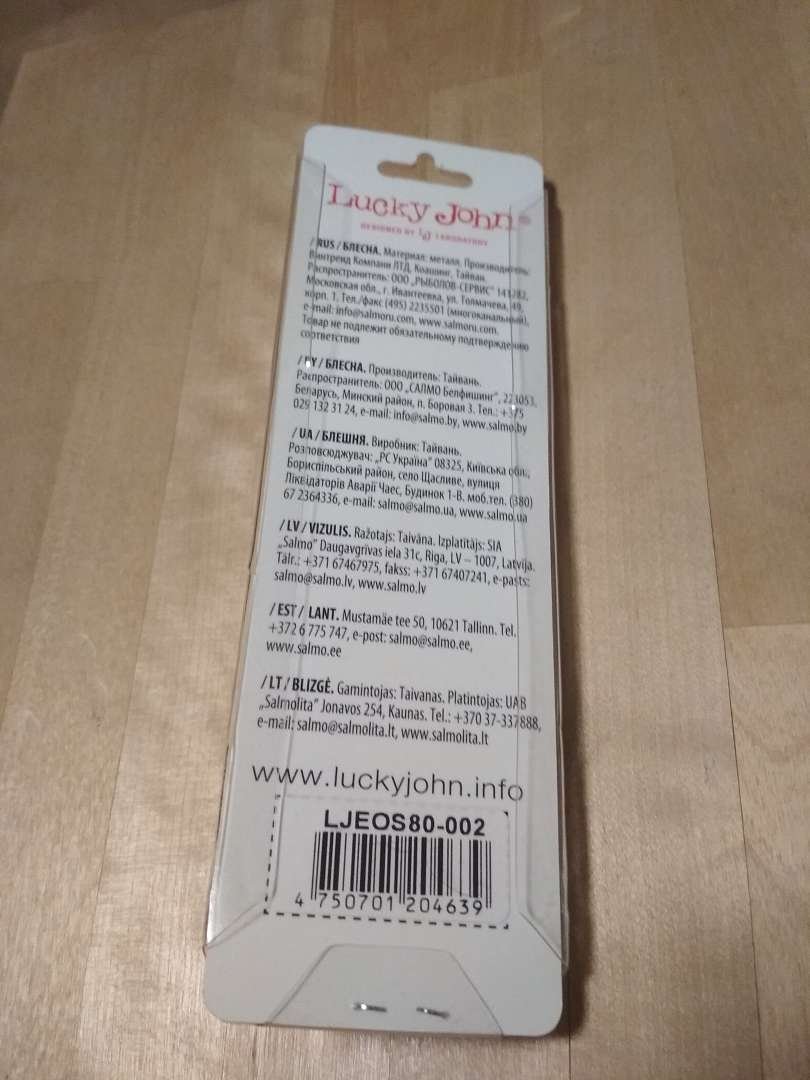 Lucky John®
DESIGNED BY LJ LABORATORY
/ RUS / БЛЕСНА. Материал: металл. Производитель:
Винтренд Компани ЛТД, Коашинг, Тайван.
Распространитель: ООО „РЫБОЛОВ-СЕРВИС" 141282,
Московская обл., г. Ивантеевка, ул. Толмачева, 49,
корп. 1. Тел./факс (495) 2235501 (многоканальный),
e-mail: info@salmoru.com, www.salmoru.com.
Товар не подлежит обязательному подтверждению
соответствия
/ BY / БЛЕСНА. Производитель: Тайвань.
Распространитель: ООО „САЛМО Белфишинг", 223053,
Беларусь, Минский район, п. Боровая 3. Тел.: +375
029 132 31 24, e-mail: info@salmo.by, www.salmo.by
/ UA / БЛЕШНЯ. Виробник: Тайвань.
Розповсюджувач: „РС Україна" 08325, Київська обл.,
Бориспільський район, село Щасливе, вулиця
Ліквідаторів Аварії Чаес, Будинок 1-В. моб.тел. (380)
67 2364336, e-mail: salmo@salmo.ua, www.salmo.ua
/ LV / VIZULIS. Ražotajs: Taivāna. Izplatītājs: SIA
„Salmo" Daugavgrīvas iela 31c, Riga, LV – 1007, Latvija.
Tālr.: +371 67467975, fakss: +371 67407241, e-pasts:
salmo@salmo.lv, www.salmo.lv
/ EST / LANT. Mustamäe tee 50, 10621 Tallinn. Tel.
+372 6 775 747, e-post: salmo@salmo.ee,
www.salmo.ee
/ LT / BLIZGĖ. Gamintojas: Taivanas. Platintojas: UAB
„Salmolita" Jonavos 254, Kaunas. Tel.: +370 37-337888,
e-mail: salmo@salmolita.lt, www.salmolita.lt
www.luckyjohn.info
LJEOS80-002
4 750701 204639